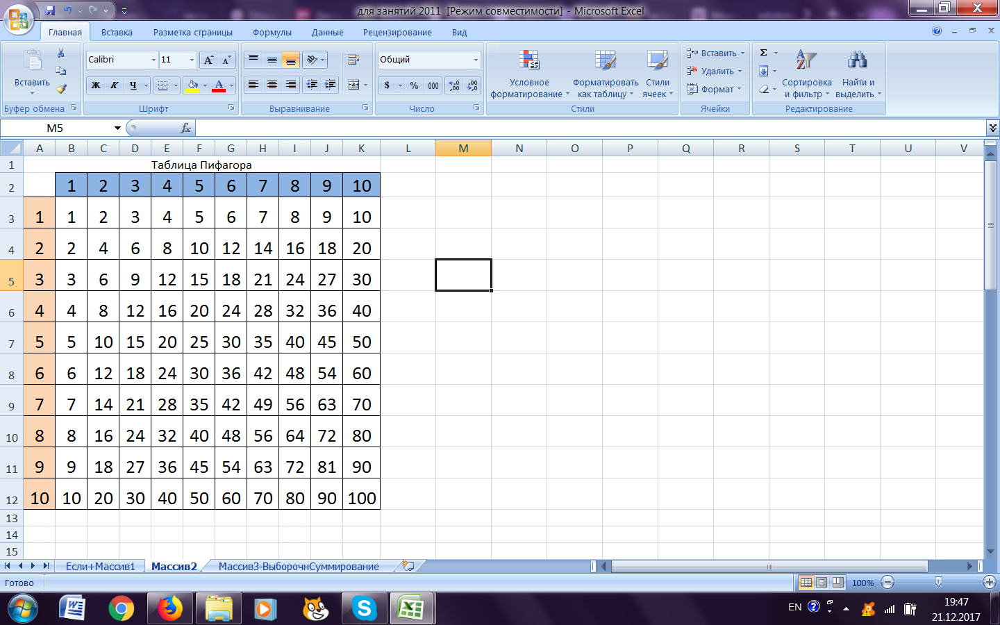 для занятий 2011 [Режим совместимости] - Microsoft Excel
Главная Вставка Разметка страницы Формулы Данные Рецензирование Вид
Calibri 11 Общий Вставить Удалить Формат
Вставить Ж К Ч $ % 000 Условное форматирование Форматировать как таблицу Стили ячеек Сортировка и фильтр Найти и выделить
Буфер обмена Шрифт Выравнивание Число Стили Ячейки Редактирование
M5 fx
A B C D E F G H I J K L M N O P Q R S T U V
1 Таблица Пифагора
2 1 2 3 4 5 6 7 8 9 10
3 1 1 2 3 4 5 6 7 8 9 10
4 2 2 4 6 8 10 12 14 16 18 20
5 3 3 6 9 12 15 18 21 24 27 30
6 4 4 8 12 16 20 24 28 32 36 40
7 5 5 10 15 20 25 30 35 40 45 50
8 6 6 12 18 24 30 36 42 48 54 60
9 7 7 14 21 28 35 42 49 56 63 70
10 8 8 16 24 32 40 48 56 64 72 80
11 9 9 18 27 36 45 54 63 72 81 90
12 10 10 20 30 40 50 60 70 80 90 100
13
14
15
Если+Массив1 Массив2 Массив3-ВыборочнСуммирование
Готово 100%
EN 19:47
21.12.2017